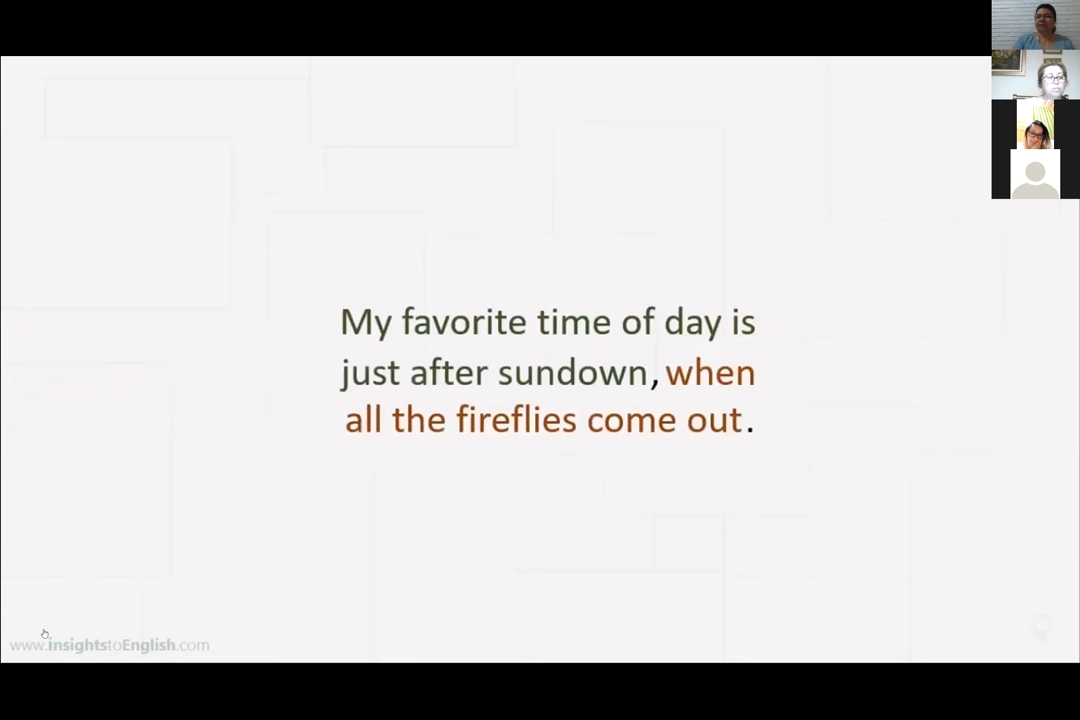 My favorite time of day is
just after sundown, when
all the fireflies come out.
www.insightstoEnglish.com